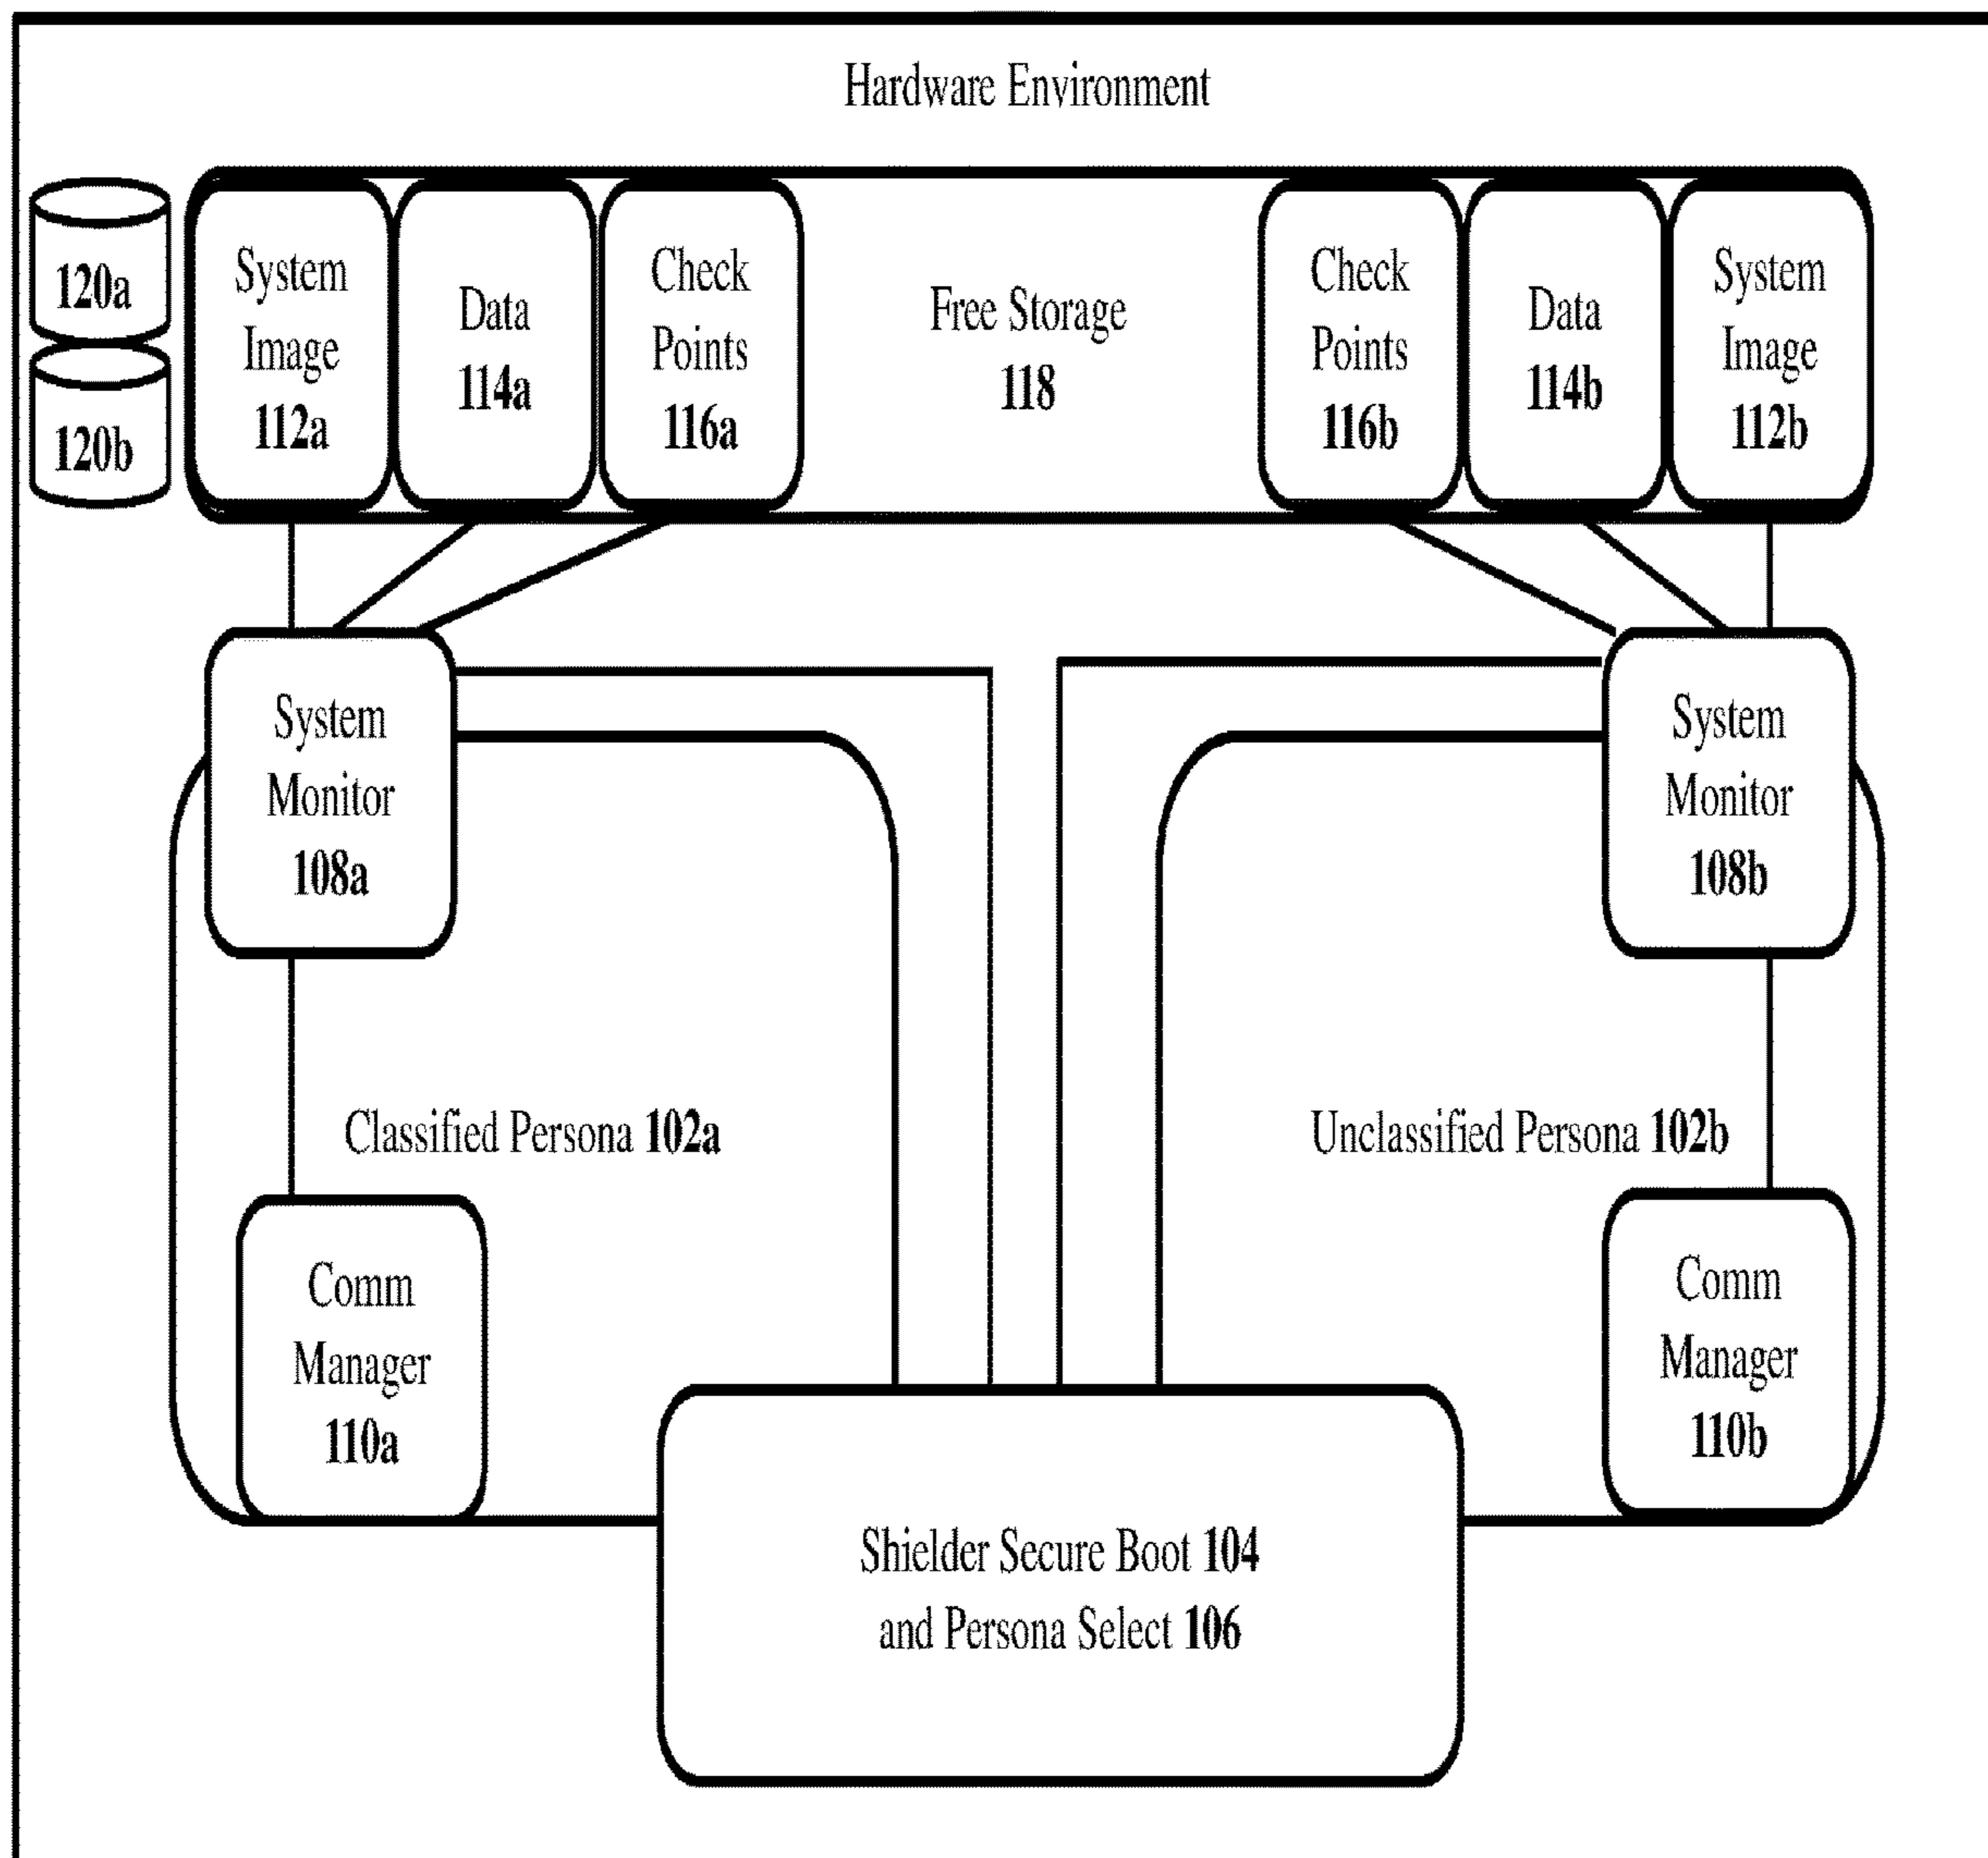 Hardware Environment
120a
120b
System
Image
112a
Data
114a
Check
Points
116a
Free Storage
118
Check
Points
116b
Data
114b
System
Image
112b
System
Monitor
108a
System
Monitor
108b
Classified Persona 102a
Unclassified Persona 102b
Comm
Manager
110a
Comm
Manager
110b
Shielder Secure Boot 104
and Persona Select 106